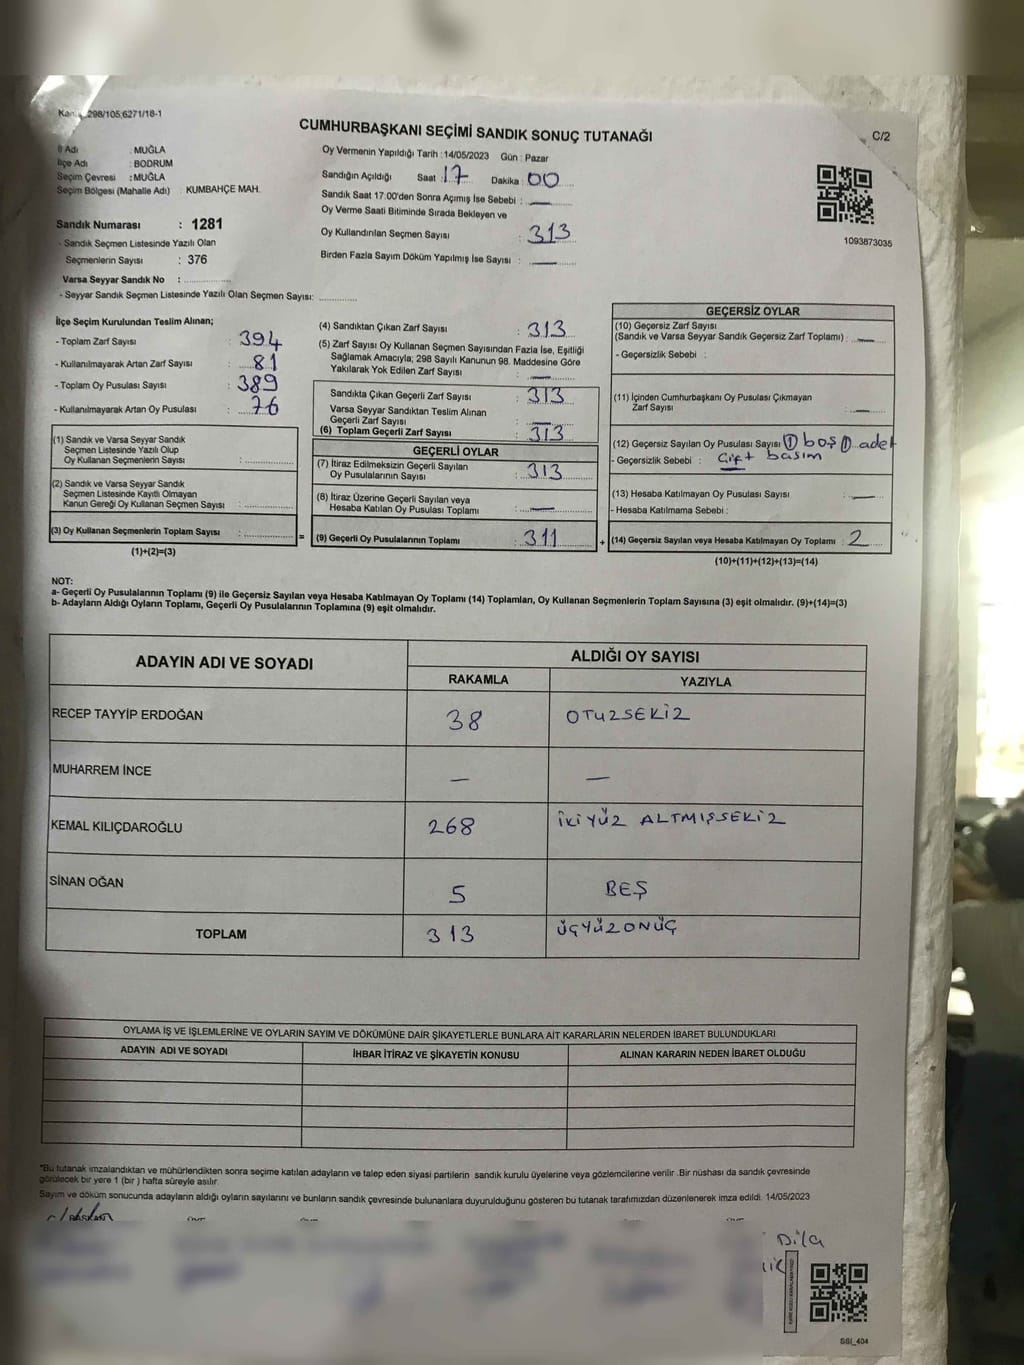 298/105,6271/18-1
CUMHURBAŞKANI SEÇİMİ SANDIK SONUÇ TUTANAĞI
C/2
İl Adı : MUĞLA
İlçe Adı : BODRUM
Seçim Çevresi : MUĞLA
Seçim Bölgesi (Mahalle Adı) : KUMBAHÇE MAH.
Sandık Numarası : 1281
- Sandık Seçmen Listesinde Yazılı Olan
Seçmenlerin Sayısı : 376
Varsa Seyyar Sandık No :
- Seyyar Sandık Seçmen Listesinde Yazılı Olan Seçmen Sayısı:
Oy Vermenin Yapıldığı Tarih : 14/05/2023 Gün : Pazar
Sandığın Açıldığı Saat : 17 Dakika : 00
Sandık Saat 17.00'den Sonra Açımış İse Sebebi : —
Oy Verme Saati Bitiminde Sırada Bekleyen ve
Oy Kullandırılan Seçmen Sayısı : 313
Birden Fazla Sayım Döküm Yapılmış İse Sayısı : —
1093873035
İlçe Seçim Kurulundan Teslim Alınan;
- Toplam Zarf Sayısı : 394
- Kullanılmayarak Artan Zarf Sayısı : 81
- Toplam Oy Pusulası Sayısı : 389
- Kullanılmayarak Artan Oy Pusulası : 76
(1) Sandık ve Varsa Seyyar Sandık
Seçmen Listesinde Yazılı Olup
Oy Kullanan Seçmenlerin Sayısı :
(2) Sandık ve Varsa Seyyar Sandık
Seçmen Listesinde Kayıtlı Olmayan
Kanun Gereği Oy Kullanan Seçmen Sayısı :
(3) Oy Kullanan Seçmenlerin Toplam Sayısı : =
(1)+(2)=(3)
(4) Sandıktan Çıkan Zarf Sayısı : 313
(5) Zarf Sayısı Oy Kullanan Seçmen Sayısından Fazla İse, Eşitliği
Sağlamak Amacıyla; 298 Sayılı Kanunun 98. Maddesine Göre
Yakılarak Yok Edilen Zarf Sayısı : —
Sandıkta Çıkan Geçerli Zarf Sayısı : 313
Varsa Seyyar Sandıktan Teslim Alınan
Geçerli Zarf Sayısı : —
(6) Toplam Geçerli Zarf Sayısı : 313
GEÇERLİ OYLAR
(7) İtiraz Edilmeksizin Geçerli Sayılan
Oy Pusulalarının Sayısı : 313
(8) İtiraz Üzerine Geçerli Sayılan veya
Hesaba Katılan Oy Pusulası Toplamı : —
(9) Geçerli Oy Pusulalarının Toplamı : 311 +
GEÇERSİZ OYLAR
(10) Geçersiz Zarf Sayısı
(Sandık ve Varsa Seyyar Sandık Geçersiz Zarf Toplamı) : —
- Geçersizlik Sebebi :
(11) İçinden Cumhurbaşkanı Oy Pusulası Çıkmayan
Zarf Sayısı : —
(12) Geçersiz Sayılan Oy Pusulası Sayısı : 1 boş 1 adet
- Geçersizlik Sebebi : Çift basım
(13) Hesaba Katılmayan Oy Pusulası Sayısı : —
- Hesaba Katılmama Sebebi :
(14) Geçersiz Sayılan veya Hesaba Katılmayan Oy Toplamı : 2
(10)+(11)+(12)+(13)=(14)
NOT:
a- Geçerli Oy Pusulalarının Toplamı (9) ile Geçersiz Sayılan veya Hesaba Katılmayan Oy Toplamı (14) Toplamları, Oy Kullanan Seçmenlerin Toplam Sayısına (3) eşit olmalıdır. (9)+(14)=(3)
b- Adayların Aldığı Oyların Toplamı, Geçerli Oy Pusulalarının Toplamına (9) eşit olmalıdır.
ADAYIN ADI VE SOYADI
ALDIĞI OY SAYISI
RAKAMLA YAZIYLA
RECEP TAYYİP ERDOĞAN 38 OTUZSEKİZ
MUHARREM İNCE — —
KEMAL KILIÇDAROĞLU 268 İKİYÜZ ALTMIŞSEKİZ
SİNAN OĞAN 5 BEŞ
TOPLAM 313 ÜÇYÜZONÜÇ
OYLAMA İŞ VE İŞLEMLERİNE VE OYLARIN SAYIM VE DÖKÜMÜNE DAİR ŞİKAYETLERLE BUNLARA AİT KARARLARIN NELERDEN İBARET BULUNDUKLARI
ADAYIN ADI VE SOYADI İHBAR İTİRAZ VE ŞİKAYETİN KONUSU ALINAN KARARIN NEDEN İBARET OLDUĞU
"Bu tutanak imzalandıktan ve mühürlendikten sonra seçime katılan adayların ve talep eden siyasi partilerin sandık kurulu üyelerine veya gözlemcilerine verilir .Bir nüshası da sandık çevresinde
görülecek bir yere 1 (bir ) hafta süreyle asılır.
Sayım ve döküm sonucunda adayların aldığı oyların sayılarını ve bunların sandık çevresinde bulunanlara duyurulduğunu gösteren bu tutanak tarafımızdan düzenlenerek imza edildi. 14/05/2023
BAŞKAN
Dila
SSI_404